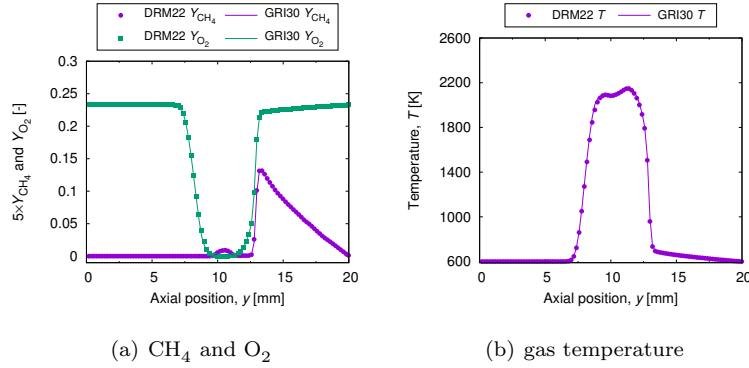 DRM22 Y_CH4 GRI30 Y_CH4
DRM22 Y_O2 GRI30 Y_O2
0.3
0.25
0.2
0.15
0.1
0.05
0
5×Y_CH4 and Y_O2 [-]
0 5 10 15 20
Axial position, y [mm]
(a) CH4 and O2
DRM22 T GRI30 T
2600
2200
1800
1400
1000
600
Temperature, T [K]
0 5 10 15 20
Axial position, y [mm]
(b) gas temperature